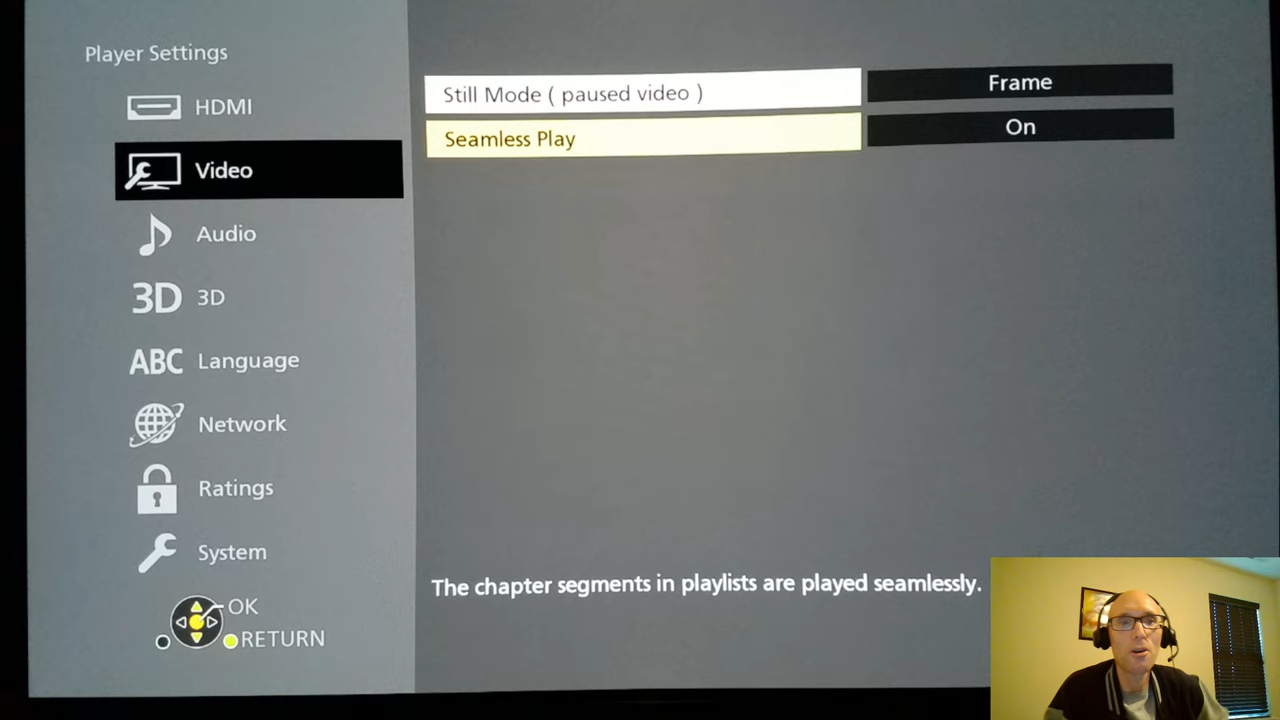 Player Settings
HDMI
Video
Audio
3D 3D
ABC Language
Network
Ratings
System
OK
RETURN
Still Mode ( paused video ) Frame
Seamless Play On
The chapter segments in playlists are played seamlessly.